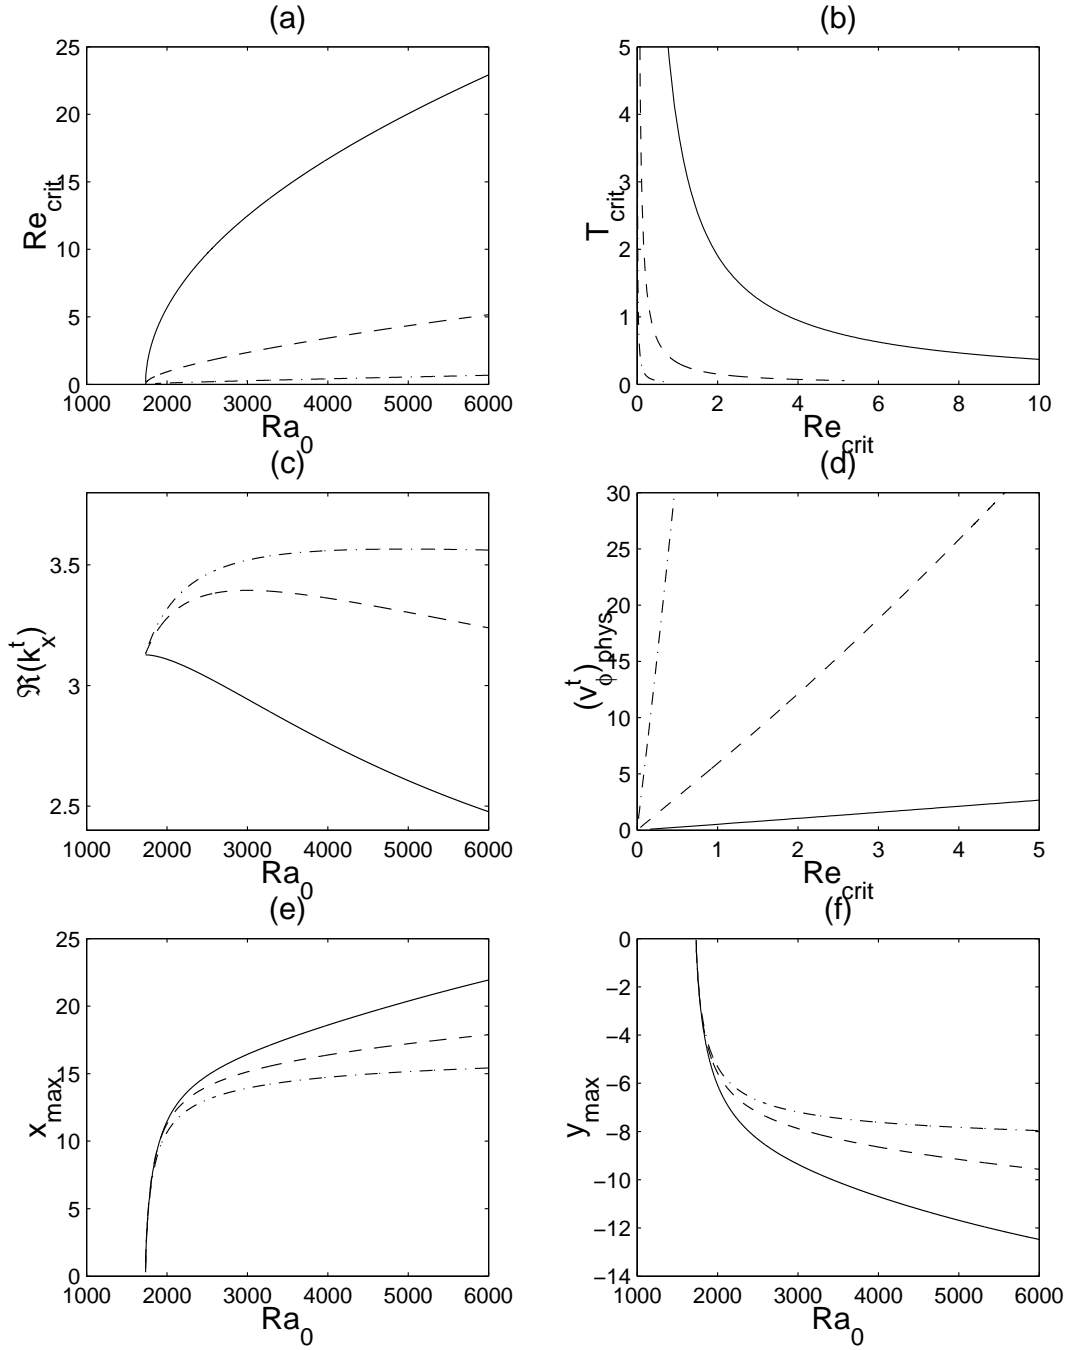 (a)
25
20
15
10
5
0
1000 2000 3000 4000 5000 6000
Re_crit
Ra_0
(b)
5
4
3
2
1
0
0 2 4 6 8 10
T_crit
Re_crit
(c)
3.5
3
2.5
1000 2000 3000 4000 5000 6000
ℜ(k_x^t)
Ra_0
(d)
30
25
20
15
10
5
0
0 1 2 3 4 5
(v_ϕ^t)_phys
Re_crit
(e)
25
20
15
10
5
0
1000 2000 3000 4000 5000 6000
x_max
Ra_0
(f)
0
−2
−4
−6
−8
−10
−12
−14
1000 2000 3000 4000 5000 6000
y_max
Ra_0